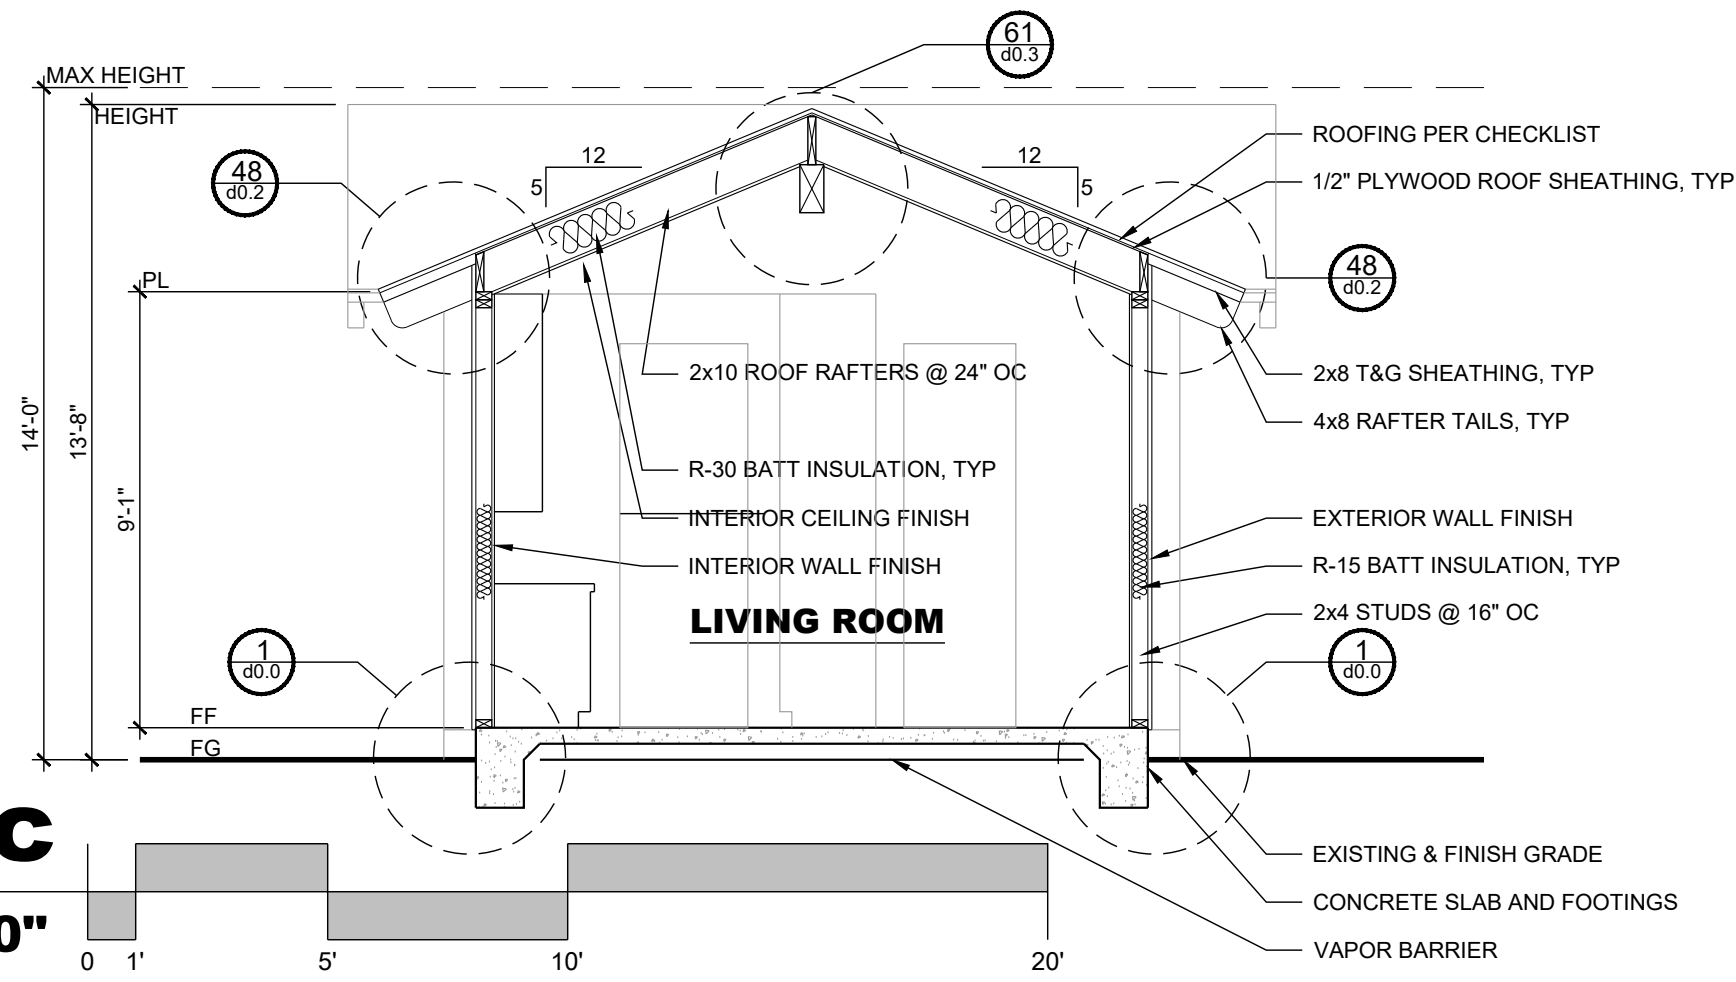 61
d0.3
MAX HEIGHT
HEIGHT
ROOFING PER CHECKLIST
12
12
48
d0.2
5
5
1/2" PLYWOOD ROOF SHEATHING, TYP
48
d0.2
PL
2x10 ROOF RAFTERS @ 24" OC
2x8 T&G SHEATHING, TYP
14'-0"
13'-8"
4x8 RAFTER TAILS, TYP
R-30 BATT INSULATION, TYP
9'-1"
INTERIOR CEILING FINISH
EXTERIOR WALL FINISH
INTERIOR WALL FINISH
R-15 BATT INSULATION, TYP
LIVING ROOM
2x4 STUDS @ 16" OC
1
d0.0
1
d0.0
FF
FG
C
EXISTING & FINISH GRADE
CONCRETE SLAB AND FOOTINGS
0"
VAPOR BARRIER
0 1' 5' 10' 20'